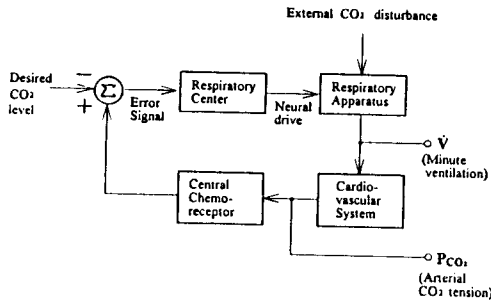 External CO₂ disturbance
Desired
CO₂
level
−
+
Σ
Error
Signal
Respiratory
Center
Neural
drive
Respiratory
Apparatus
V̇
(Minute
ventilation)
Central
Chemo-
receptor
Cardio-
vascular
System
Pco₂
(Arterial
CO₂ tension)